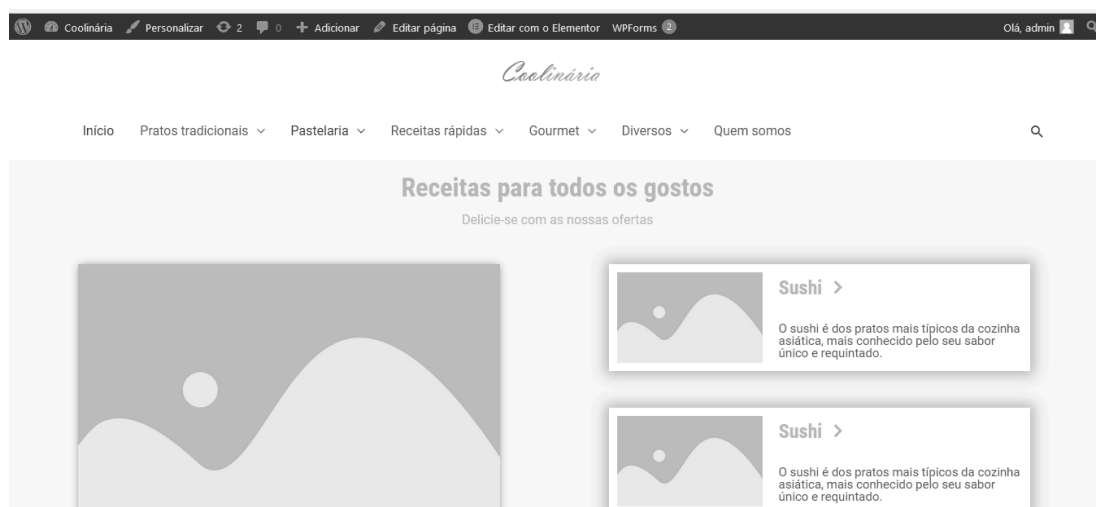 Coolinária Personalizar 2 0 Adicionar Editar página Editar com o Elementor WPForms 2 Olá, admin
Coolinária
Início Pratos tradicionais Pastelaria Receitas rápidas Gourmet Diversos Quem somos
Receitas para todos os gostos
Delicie-se com as nossas ofertas
Sushi
O sushi é dos pratos mais típicos da cozinha
asiática, mais conhecido pelo seu sabor
único e requintado.
Sushi
O sushi é dos pratos mais típicos da cozinha
asiática, mais conhecido pelo seu sabor
único e requintado.